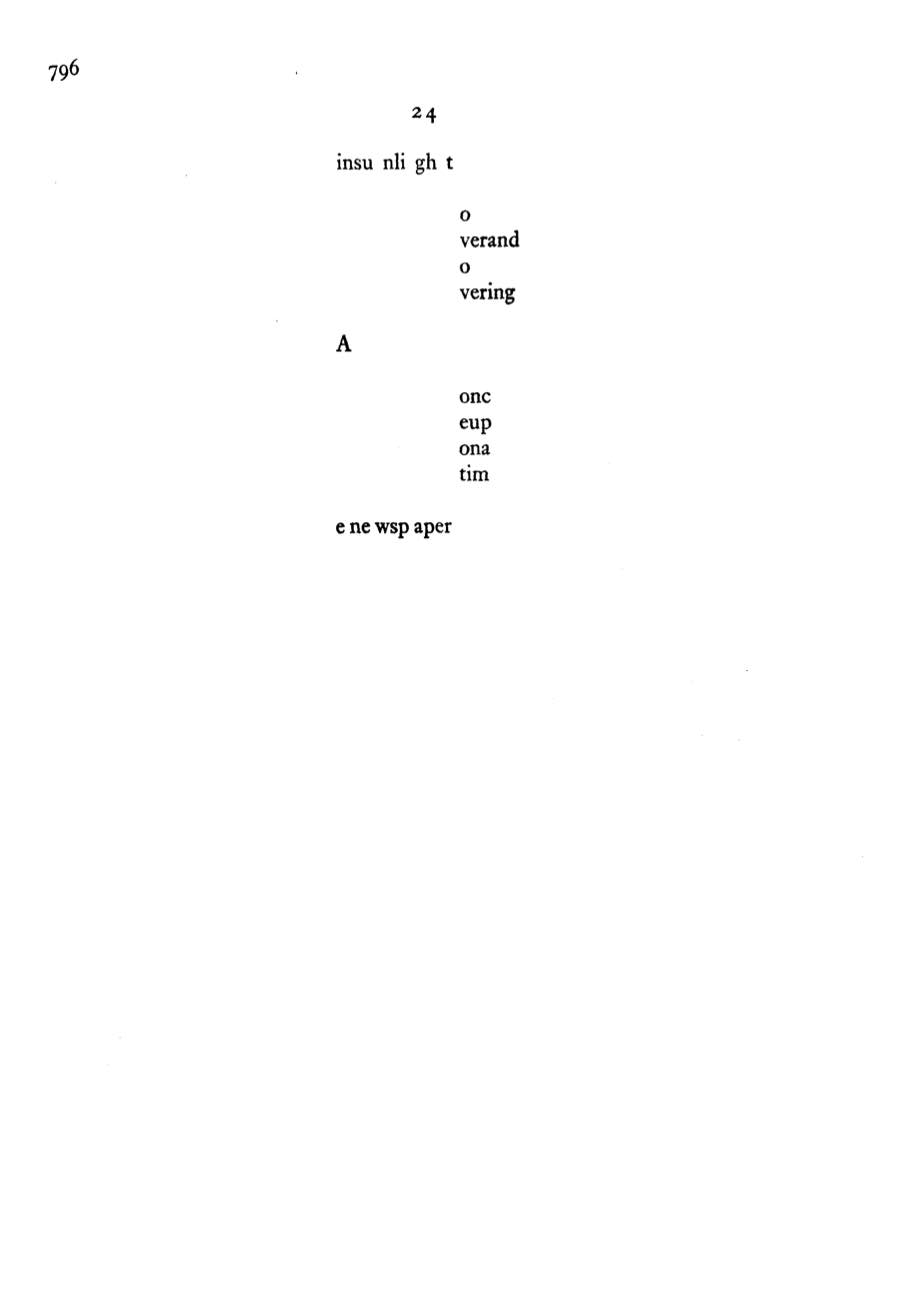 796
24
insu nli gh t
o
verand
o
vering
A
onc
eup
ona
tim
e ne wsp aper